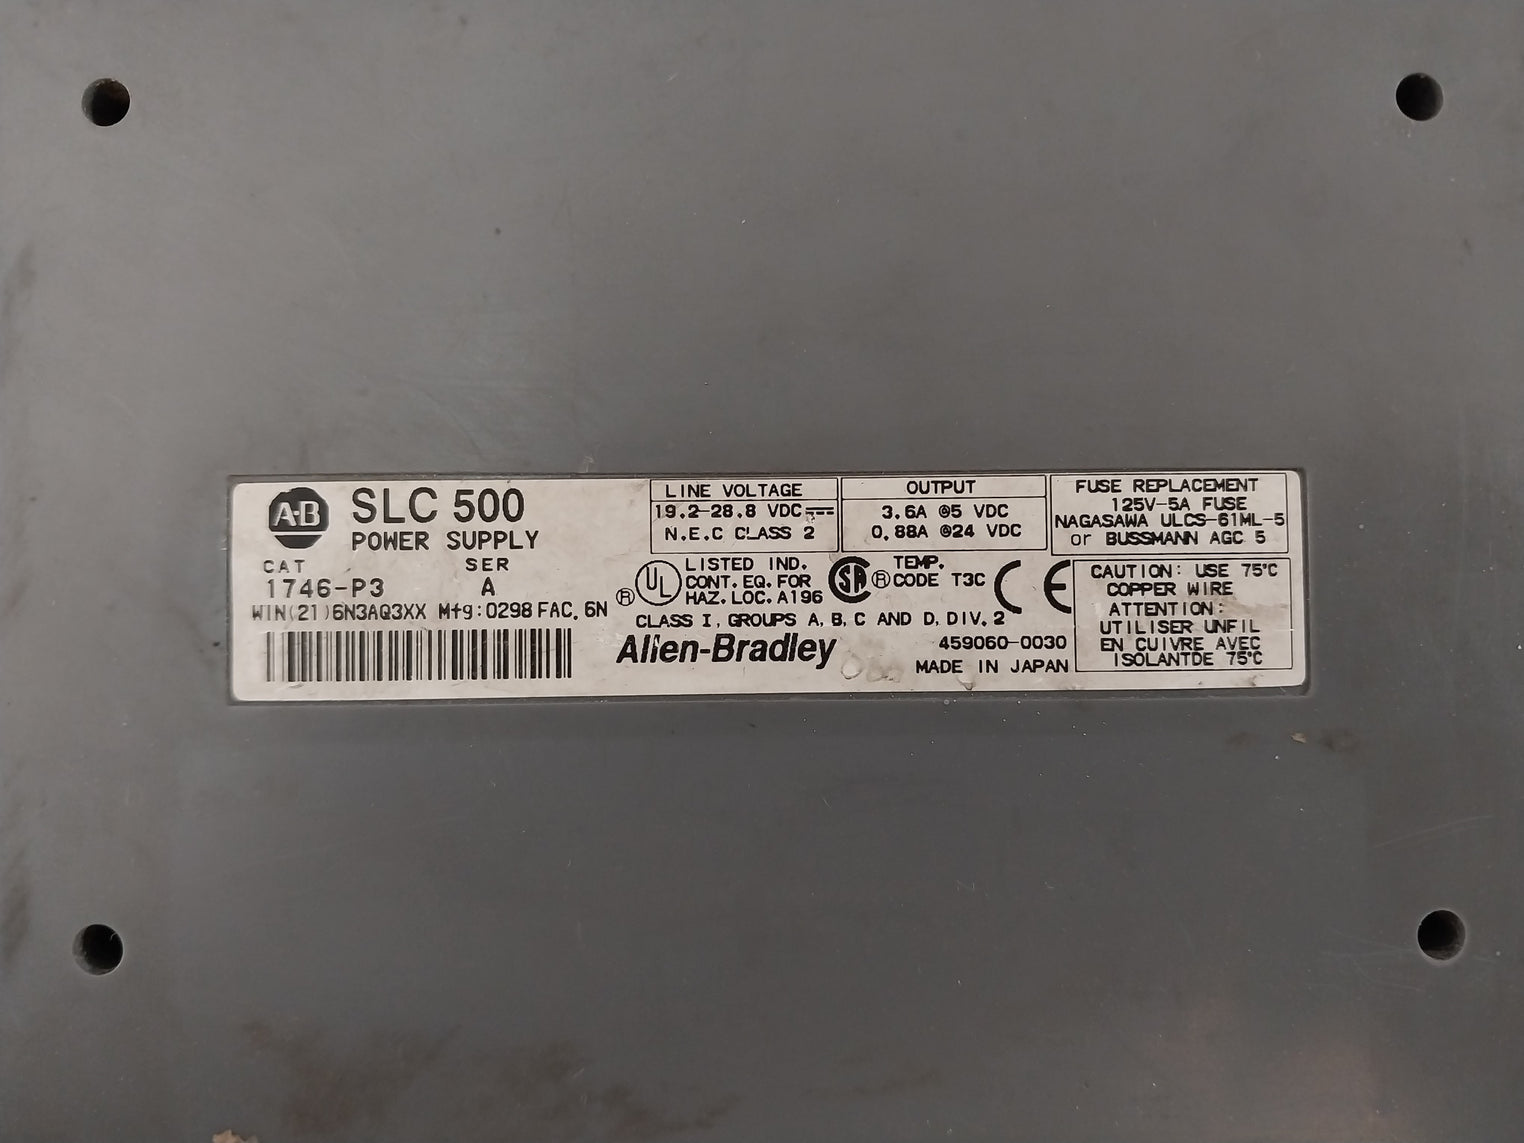 A-B
SLC 500
POWER SUPPLY
CAT SER
1746-P3 A
WIN(21)6N3AQ3XX Mfg:0298 FAC. 6N
LINE VOLTAGE
19.2-28.8 VDC
N.E.C CLASS 2
OUTPUT
3.6A @5 VDC
0.88A @24 VDC
FUSE REPLACEMENT
125V-5A FUSE
NAGASAWA ULCS-61ML-5
or BUSSMANN AGC 5
UL ®
LISTED IND.
CONT. EQ. FOR
HAZ. LOC. A196
SA ®
TEMP.
CODE T3C
CE
CLASS I, GROUPS A, B, C AND D, DIV. 2
Allen-Bradley
459060-0030
MADE IN JAPAN
CAUTION: USE 75°C
COPPER WIRE
ATTENTION:
UTILISER UNFIL
EN CUIVRE AVEC
ISOLANTDE 75°C